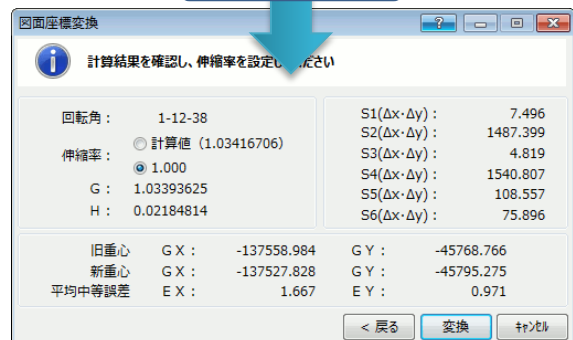 図面座標変換
計算結果を確認し、伸縮率を設定し ださい
回転角： 1-12-38
伸縮率： 計算値（1.03416706）
1.000
G： 1.03393625
H： 0.02184814
S1(Δx・Δy)： 7.496
S2(Δx・Δy)： 1487.399
S3(Δx・Δy)： 4.819
S4(Δx・Δy)： 1540.807
S5(Δx・Δy)： 108.557
S6(Δx・Δy)： 75.896
旧重心 GX： -137558.984 GY： -45768.766
新重心 GX： -137527.828 GY： -45795.275
平均中等誤差 EX： 1.667 EY： 0.971
< 戻る 変換 ｷｬﾝｾﾙ